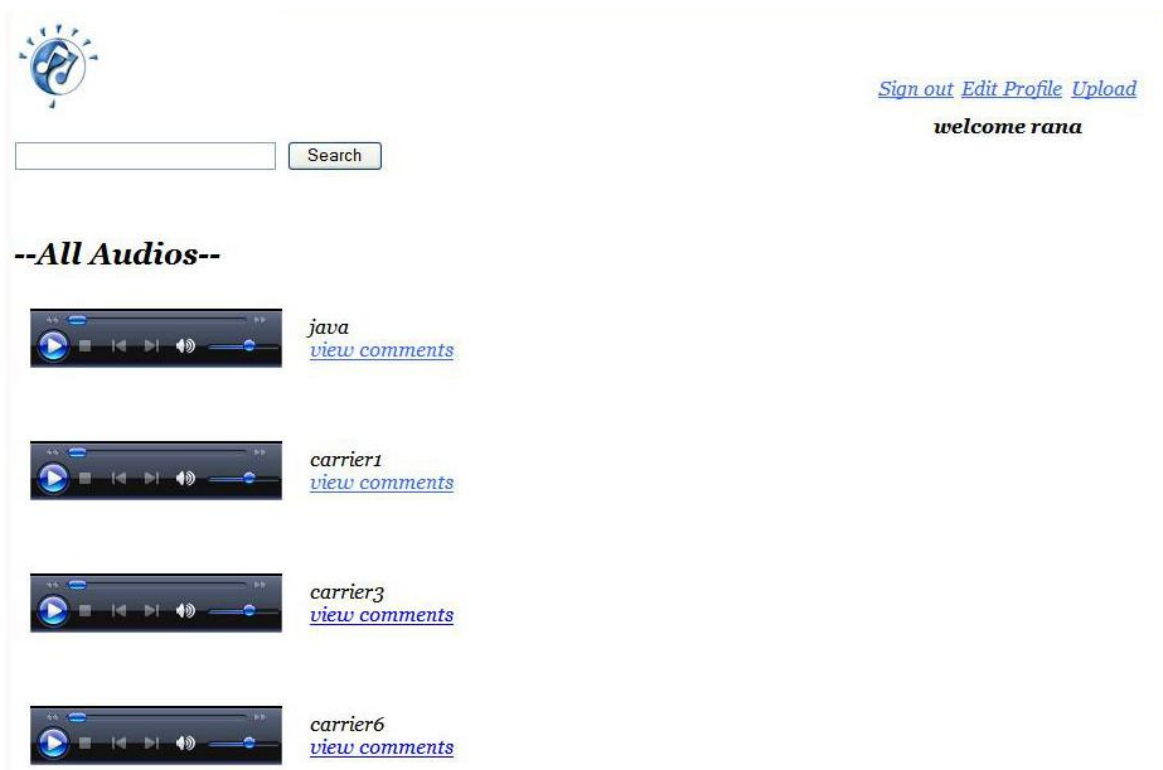 Sign out Edit Profile Upload
welcome rana
Search
--All Audios--
java
view comments
carrier1
view comments
carrier3
view comments
carrier6
view comments